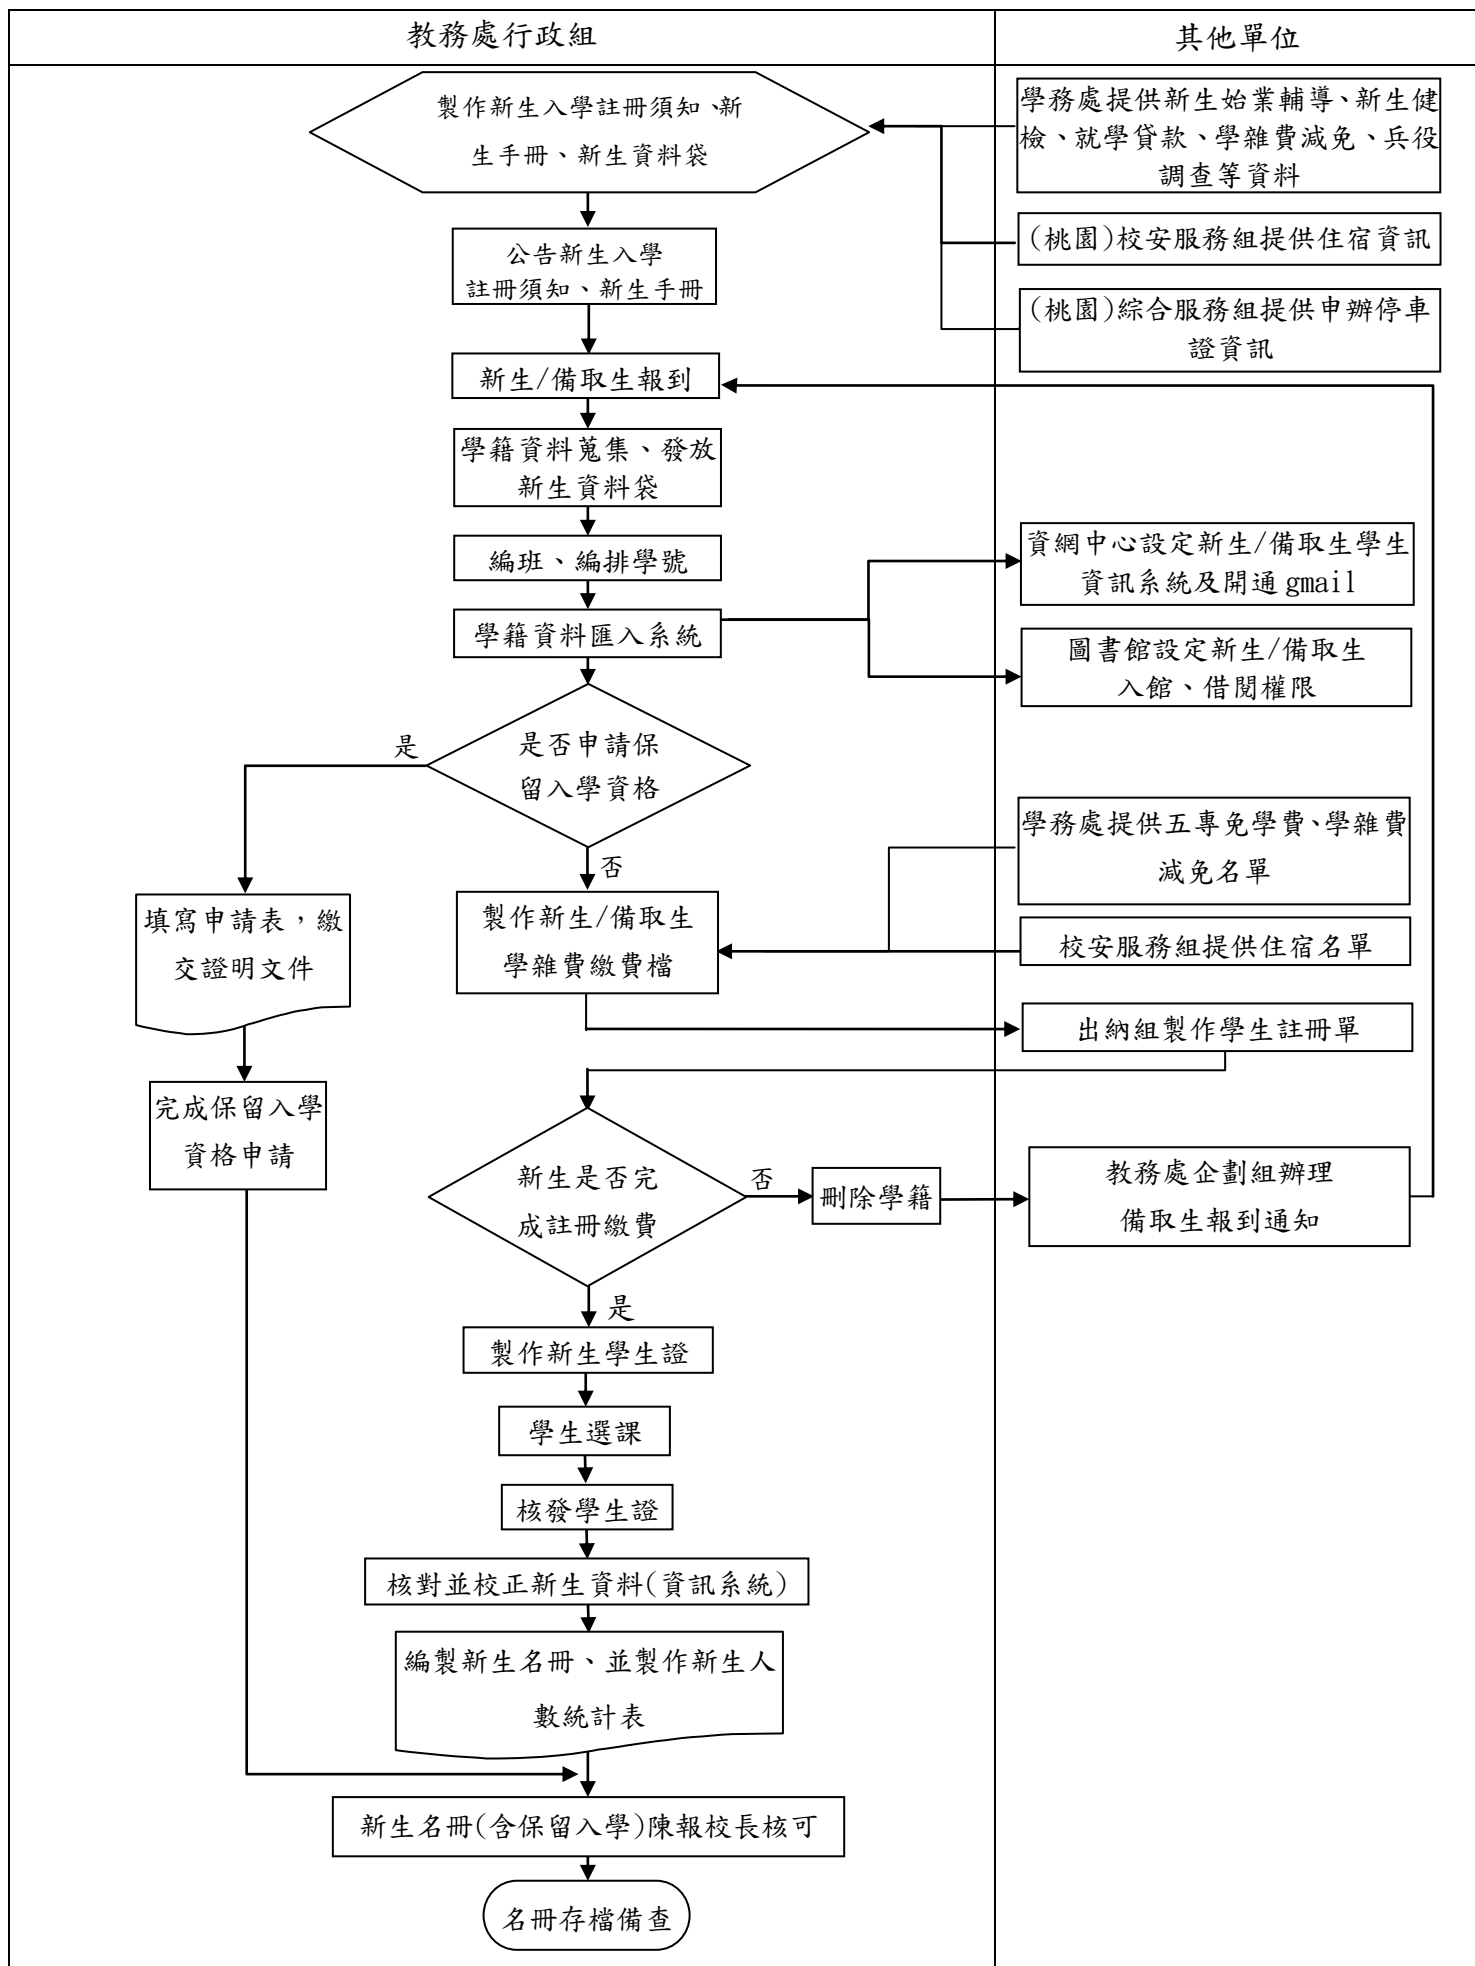 教務處行政組
其他單位
製作新生入學註冊須知、新
生手冊、新生資料袋
學務處提供新生始業輔導、新生健
檢、就學貸款、學雜費減免、兵役
調查等資料
公告新生入學
註冊須知、新生手冊
(桃園)校安服務組提供住宿資訊
(桃園)綜合服務組提供申辦停車
證資訊
新生/備取生報到
學籍資料蒐集、發放
新生資料袋
編班、編排學號
資網中心設定新生/備取生學生
資訊系統及開通 gmail
學籍資料匯入系統
圖書館設定新生/備取生
入館、借閱權限
是
是否申請保
留入學資格
否
學務處提供五專免學費、學雜費
減免名單
填寫申請表，繳
交證明文件
製作新生/備取生
學雜費繳費檔
校安服務組提供住宿名單
出納組製作學生註冊單
完成保留入學
資格申請
新生是否完
成註冊繳費
否
刪除學籍
教務處企劃組辦理
備取生報到通知
是
製作新生學生證
學生選課
核發學生證
核對並校正新生資料(資訊系統)
編製新生名冊、並製作新生人
數統計表
新生名冊(含保留入學)陳報校長核可
名冊存檔備查